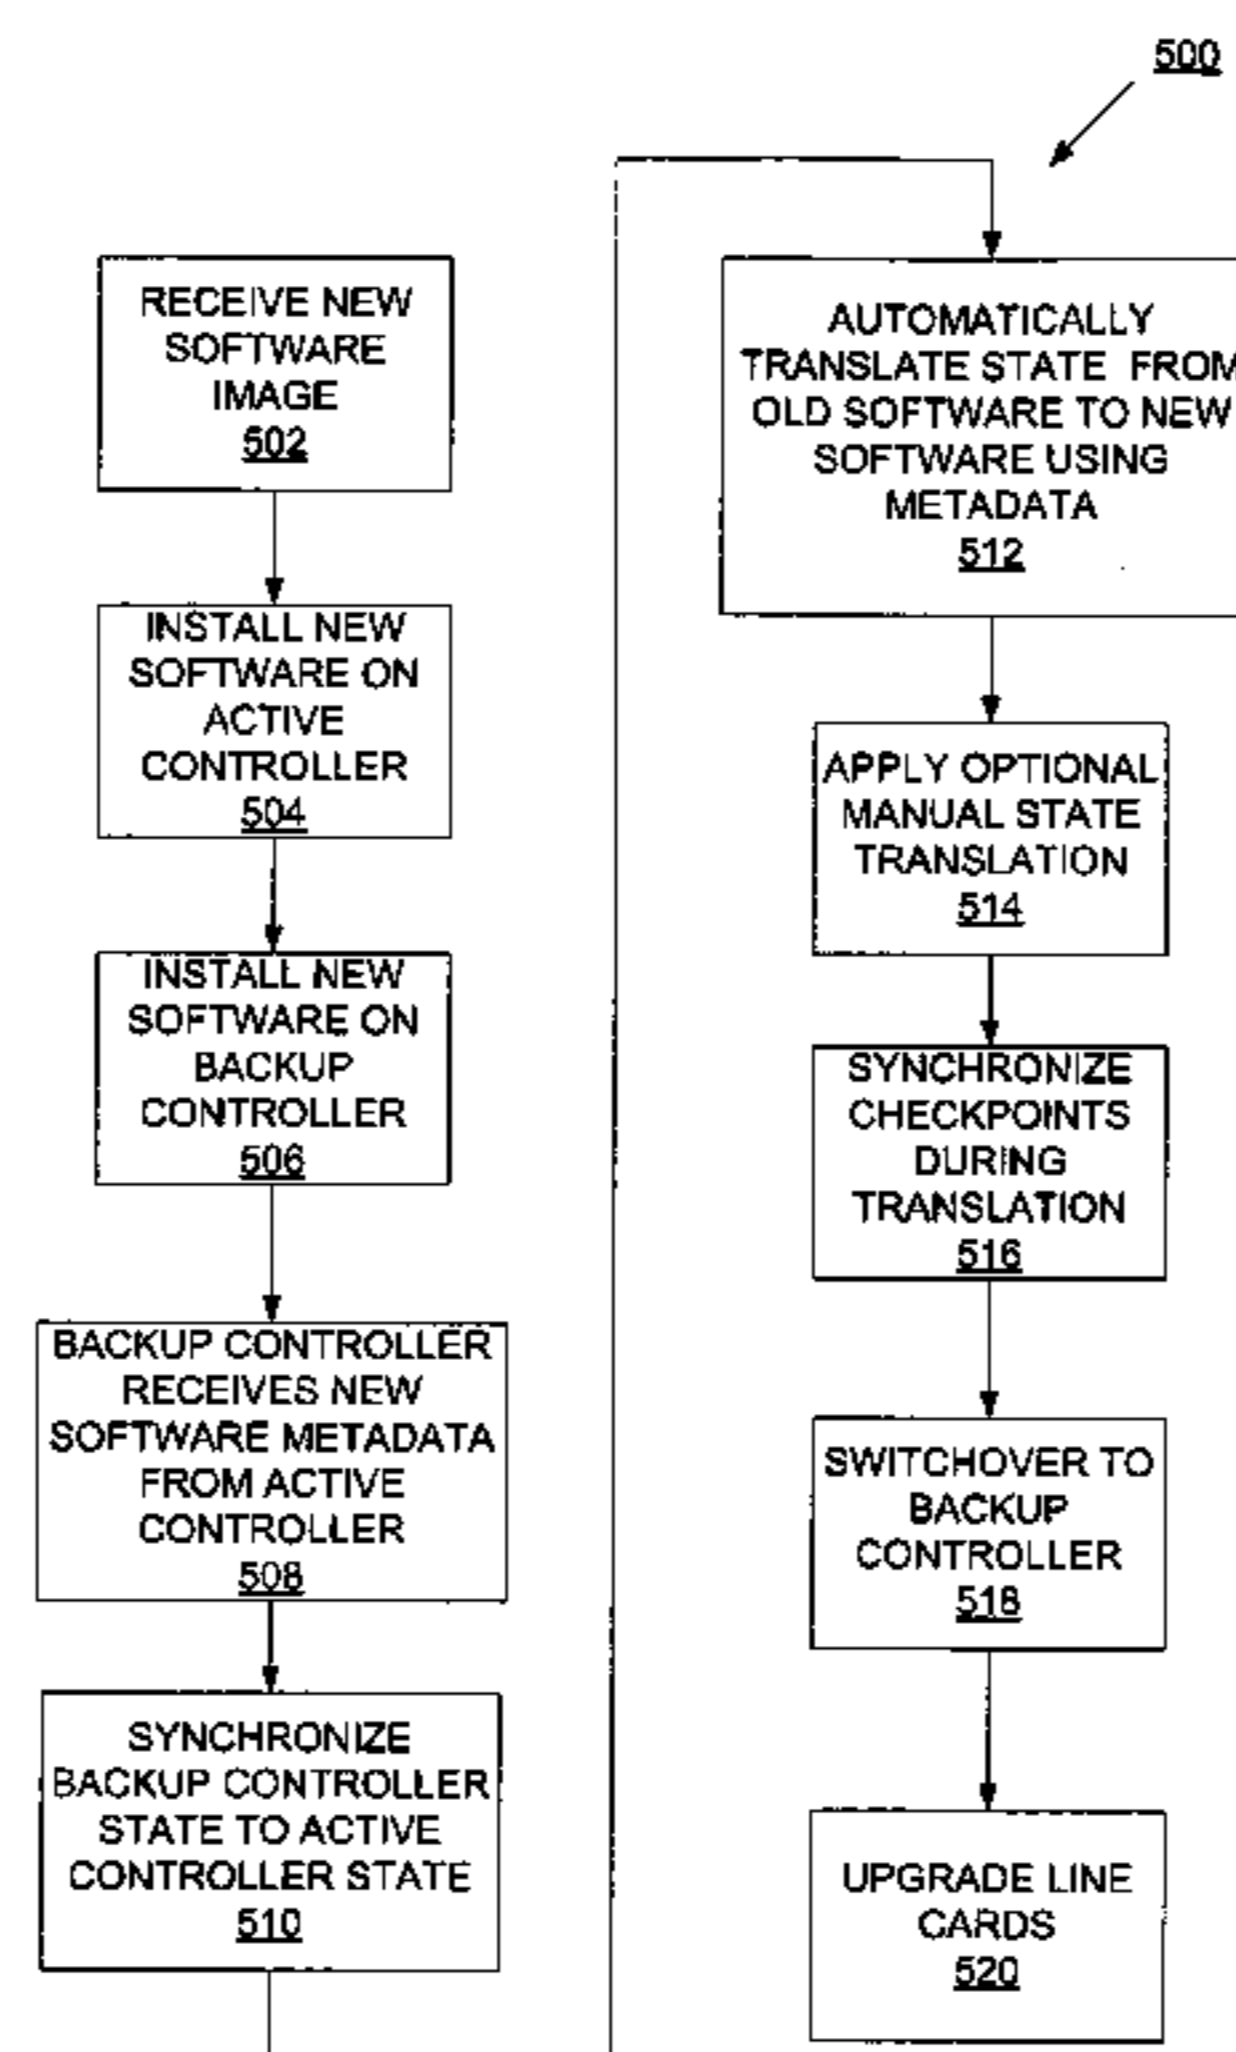 500
RECEIVE NEW
SOFTWARE
IMAGE
502
INSTALL NEW
SOFTWARE ON
ACTIVE
CONTROLLER
504
INSTALL NEW
SOFTWARE ON
BACKUP
CONTROLLER
506
BACKUP CONTROLLER
RECEIVES NEW
SOFTWARE METADATA
FROM ACTIVE
CONTROLLER
508
SYNCHRONIZE
BACKUP CONTROLLER
STATE TO ACTIVE
CONTROLLER STATE
510
AUTOMATICALLY
TRANSLATE STATE FROM
OLD SOFTWARE TO NEW
SOFTWARE USING
METADATA
512
APPLY OPTIONAL
MANUAL STATE
TRANSLATION
514
SYNCHRONIZE
CHECKPOINTS
DURING
TRANSLATION
516
SWITCHOVER TO
BACKUP
CONTROLLER
518
UPGRADE LINE
CARDS
520